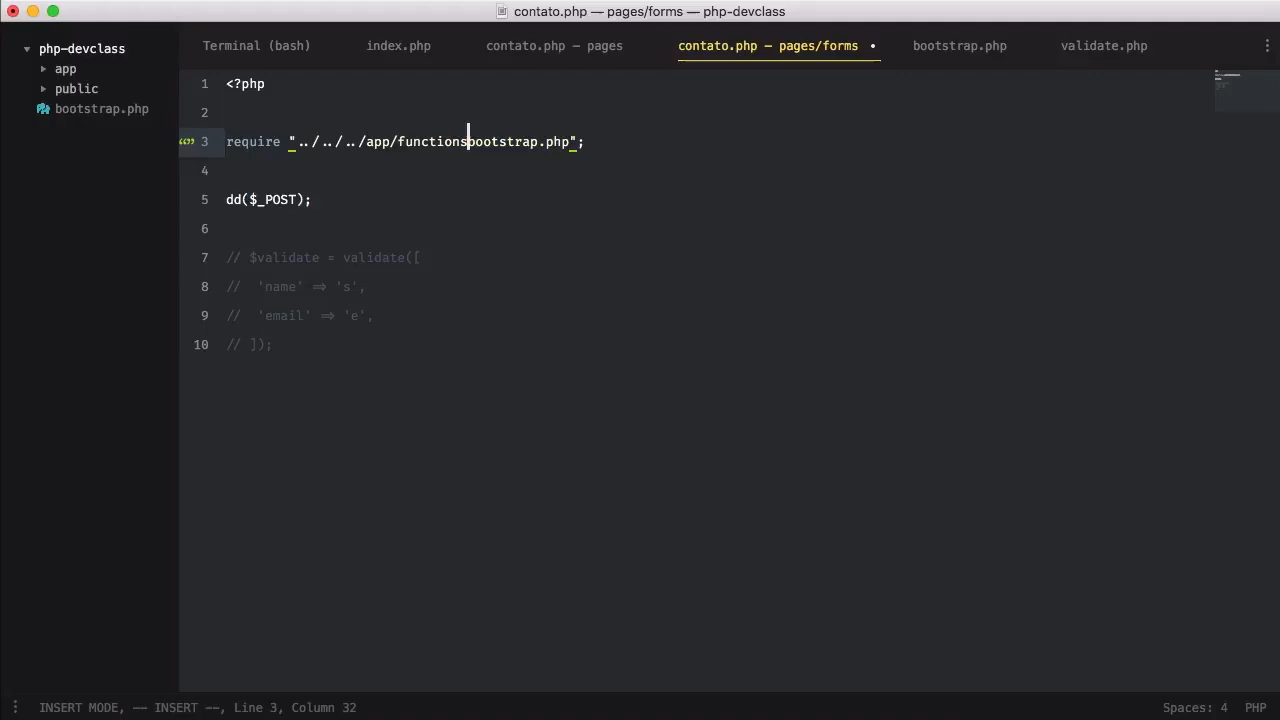 contato.php — pages/forms — php-devclass
php-devclass
app
public
bootstrap.php
Terminal (bash)
index.php
contato.php — pages
contato.php — pages/forms
bootstrap.php
validate.php
1 <?php
2
3 require "../../../app/functionsbootstrap.php";
4
5 dd($_POST);
6
7 // $validate = validate([
8 // 'name' => 's',
9 // 'email' => 'e',
10 // ]);
INSERT MODE, -- INSERT --, Line 3, Column 32
Spaces: 4
PHP